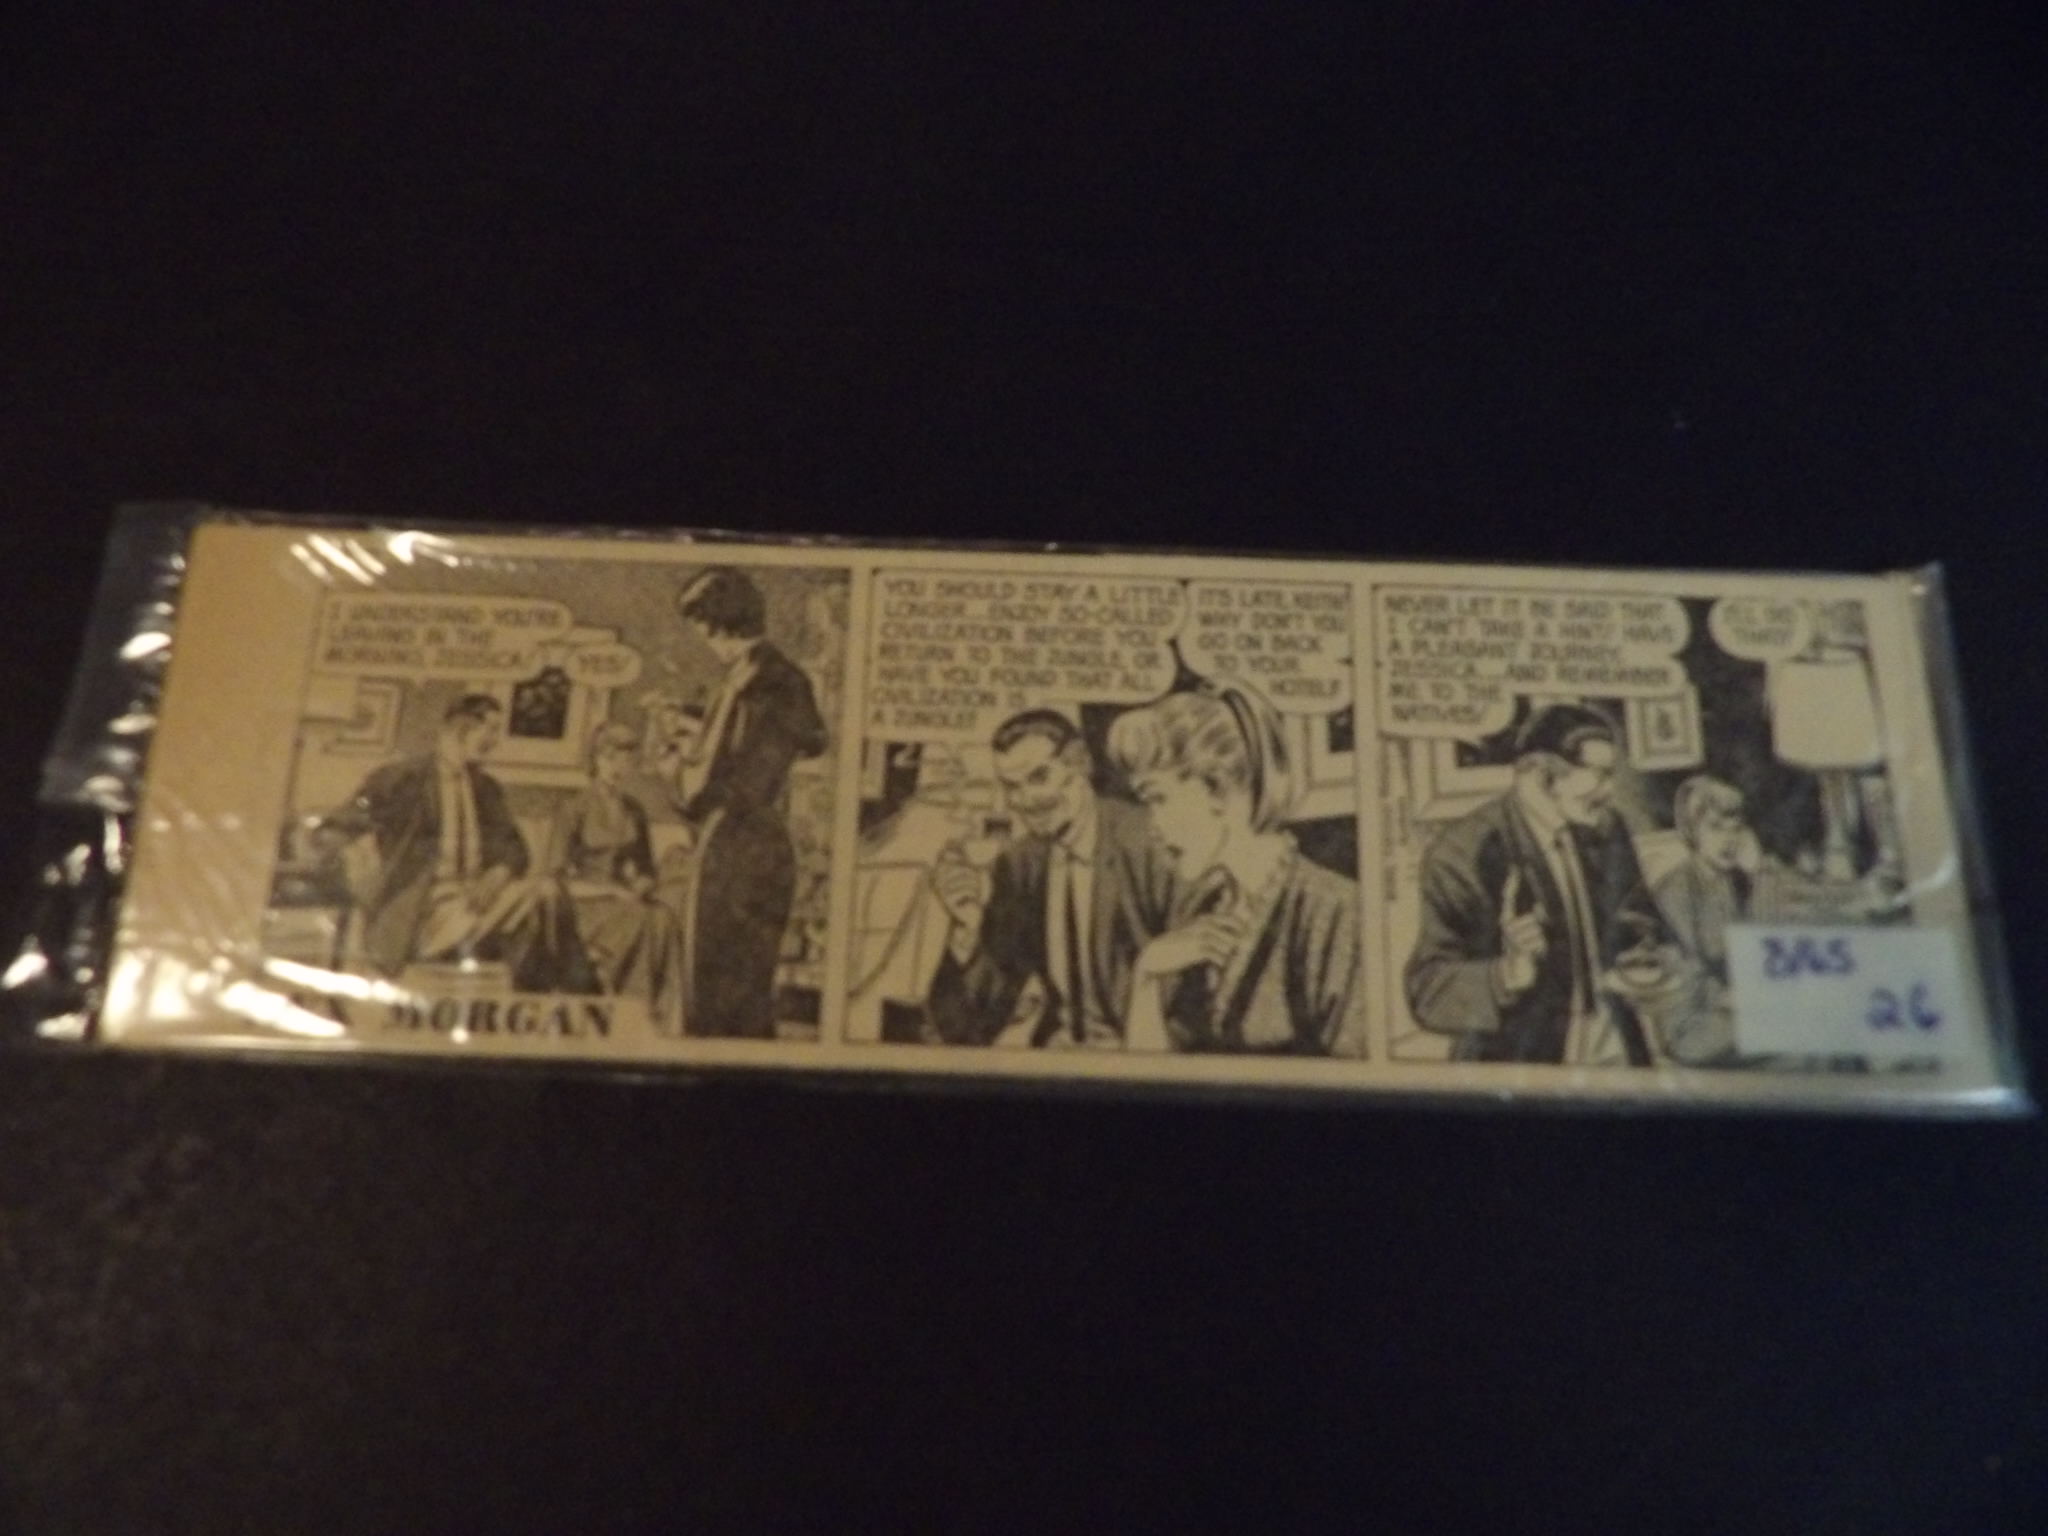 I UNDERSTAND YOU'RE
LEAVING IN THE
MORNING, JESSICA!
YES!
MORGAN
YOU SHOULD STAY A LITTLE
LONGER...ENJOY SO-CALLED
CIVILIZATION BEFORE YOU
RETURN TO THE JUNGLE, OR
HAVE YOU FOUND THAT ALL
CIVILIZATION IS
A JUNGLE?
IT'S LATE, KEITH!
WHY DON'T YOU
GO ON BACK
TO YOUR
HOTEL?
NEVER LET IT BE SAID THAT
I CAN'T TAKE A HINT! HAVE
A PLEASANT JOURNEY,
JESSICA...AND REMEMBER
ME TO THE
NATIVES!
I'LL DO
THAT!
26